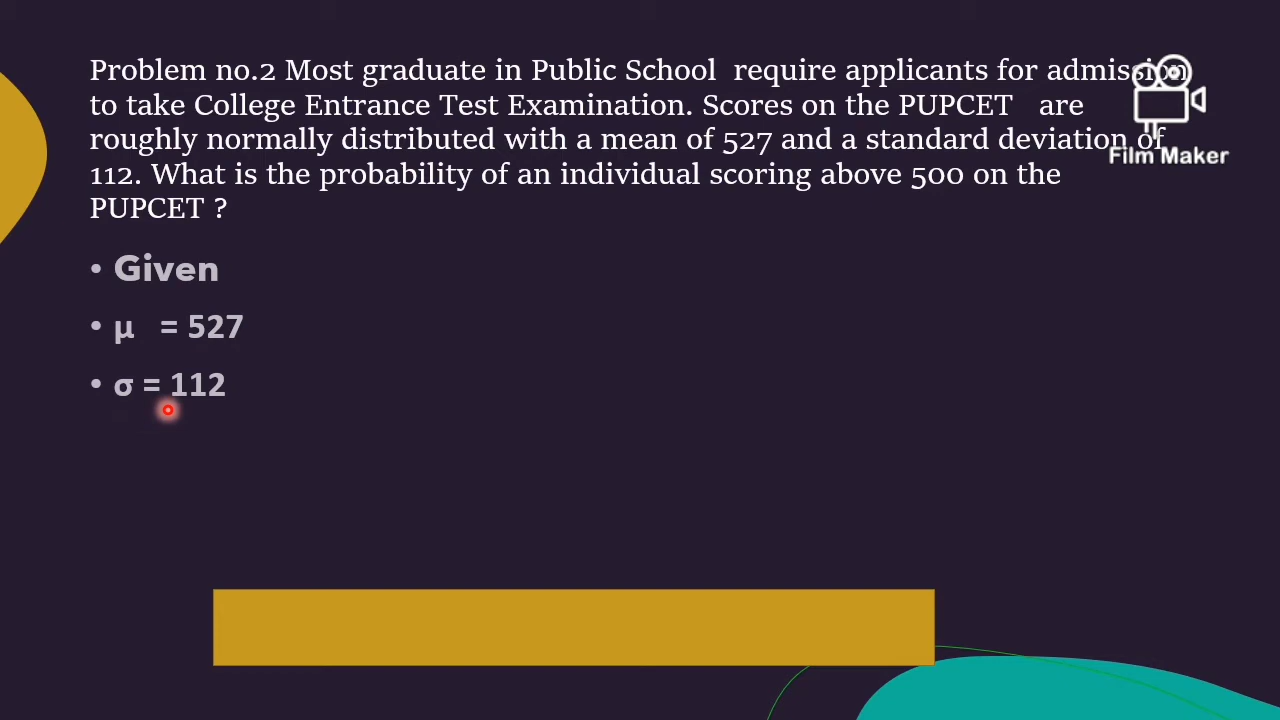 Problem no.2 Most graduate in Public School require applicants for admission
to take College Entrance Test Examination. Scores on the PUPCET are
roughly normally distributed with a mean of 527 and a standard deviation of
112. What is the probability of an individual scoring above 500 on the
PUPCET ?
Film Maker
• Given
• μ = 527
• σ = 112